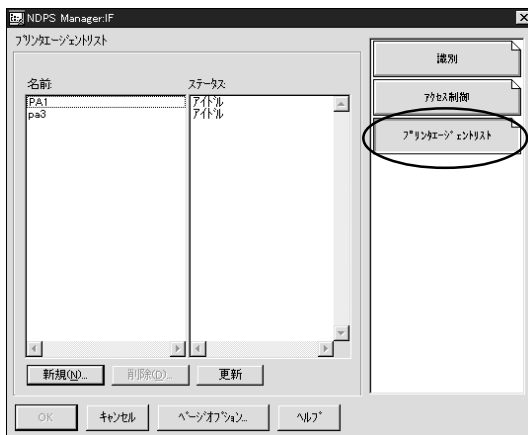 NDPS Manager:IF
ﾌﾟﾘﾝﾀｴｰｼﾞｪﾝﾄﾘｽﾄ
名前:
ｽﾃｰﾀｽ:
PA1
ｱｲﾄﾞﾙ
pa3
ｱｲﾄﾞﾙ
新規(N)...
削除(D)...
更新
OK
ｷｬﾝｾﾙ
ﾍﾟｰｼﾞｵﾌﾟｼｮﾝ...
ﾍﾙﾌﾟ
識別
ｱｸｾｽ制御
ﾌﾟﾘﾝﾀｴｰｼﾞｪﾝﾄﾘｽﾄ